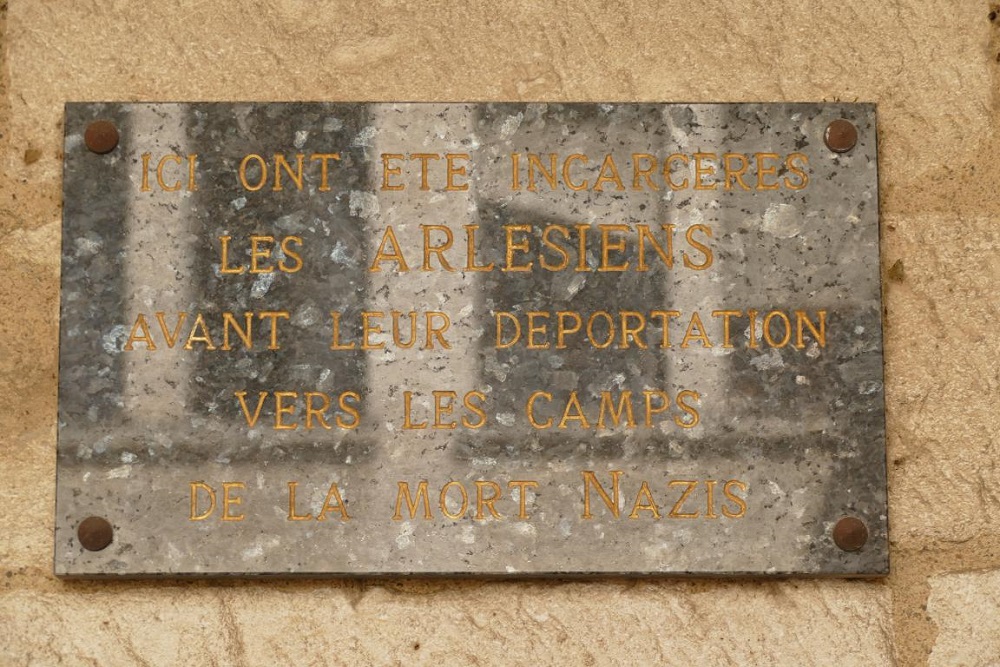 ICI ONT ETE INCARCERES
LES ARLESIENS
AVANT LEUR DEPORTATION
VERS LES CAMPS
DE LA MORT NAZIS